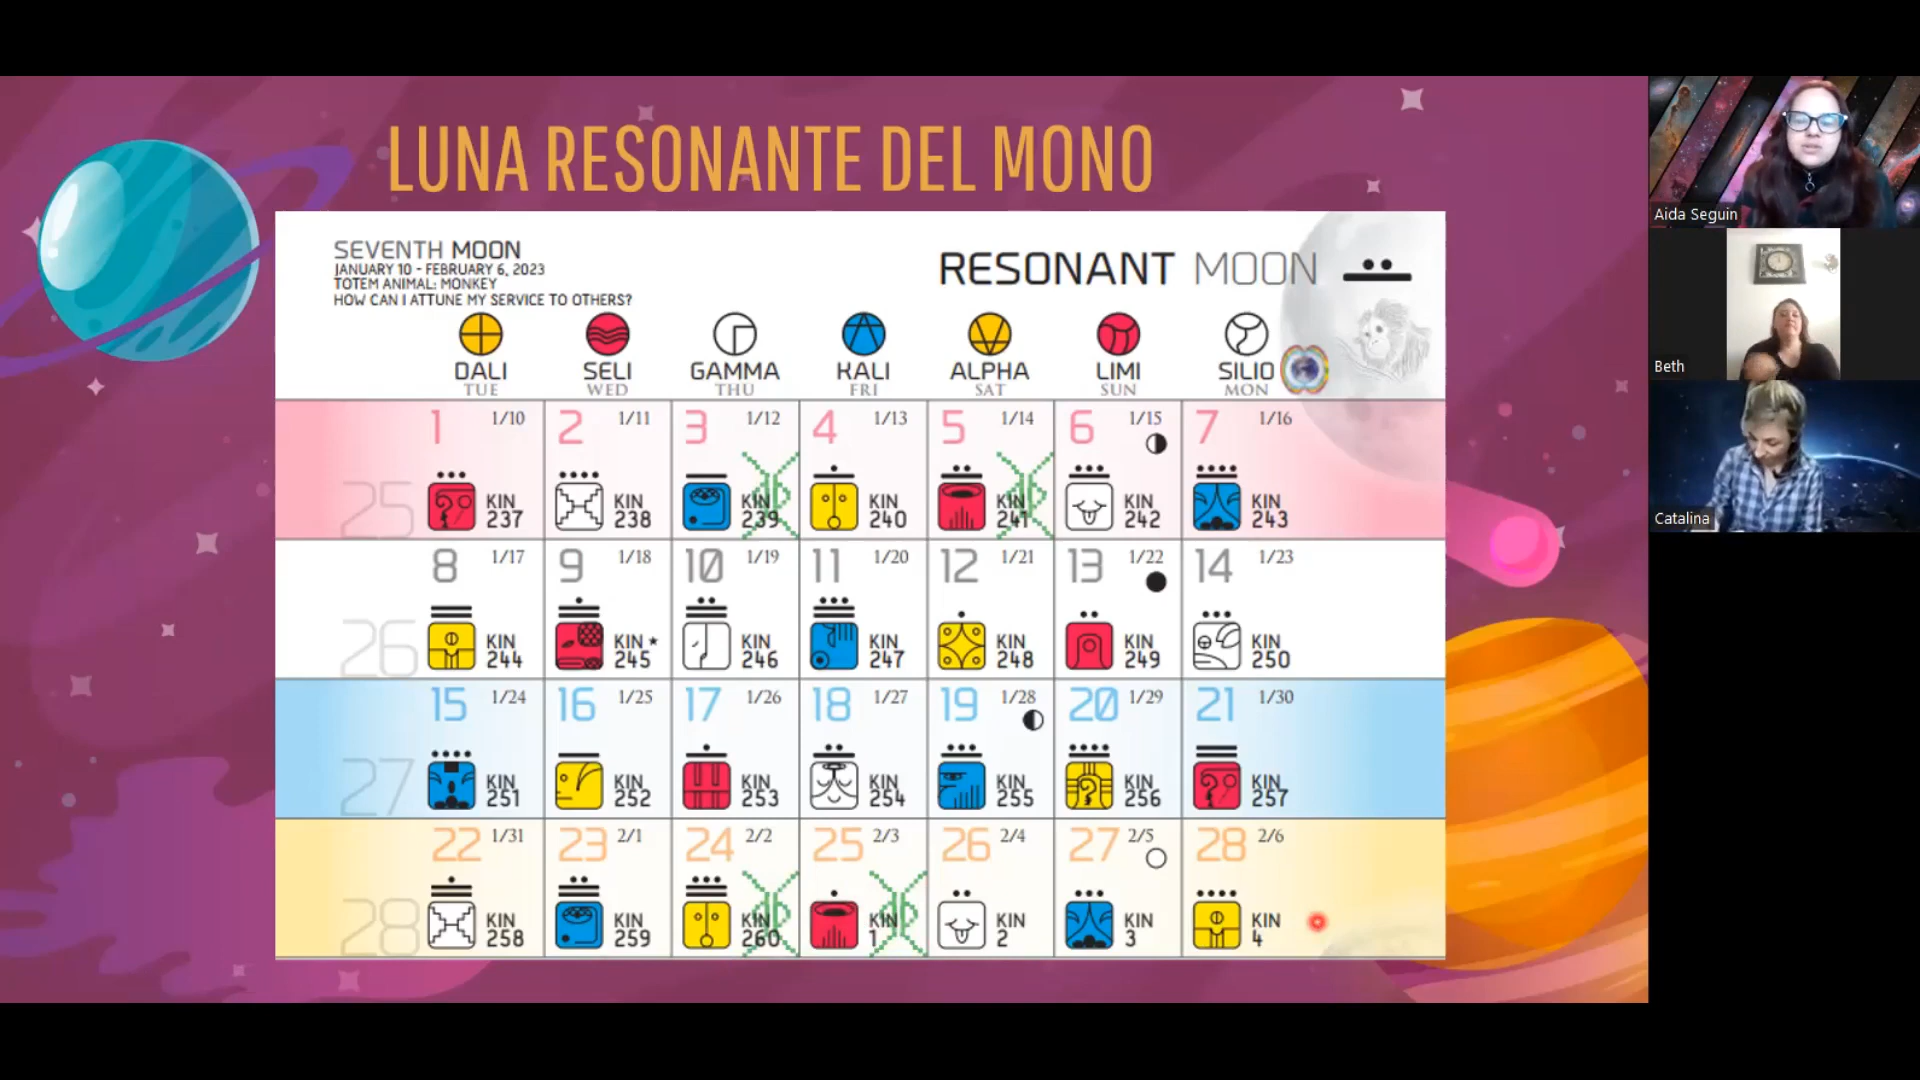 LUNA RESONANTE DEL MONO
SEVENTH MOON
JANUARY 10 - FEBRUARY 6, 2023
TOTEM ANIMAL: MONKEY
HOW CAN I ATTUNE MY SERVICE TO OTHERS?
RESONANT MOON
DALI SELI GAMMA KALI ALPHA LIMI SILIO
TUE WED THU FRI SAT SUN MON
1 1/10 2 1/11 3 1/12 4 1/13 5 1/14 6 1/15 7 1/16
25 KIN KIN KIN KIN KIN KIN KIN
237 238 239 240 241 242 243
8 1/17 9 1/18 10 1/19 11 1/20 12 1/21 13 1/22 14 1/23
26 KIN KIN ★ KIN KIN KIN KIN KIN
244 245 246 247 248 249 250
15 1/24 16 1/25 17 1/26 18 1/27 19 1/28 20 1/29 21 1/30
27 KIN KIN KIN KIN KIN KIN KIN
251 252 253 254 255 256 257
22 1/31 23 2/1 24 2/2 25 2/3 26 2/4 27 2/5 28 2/6
28 KIN KIN KIN KIN KIN KIN KIN
258 259 260 1 2 3 4
Aida Seguin
Beth
Catalina